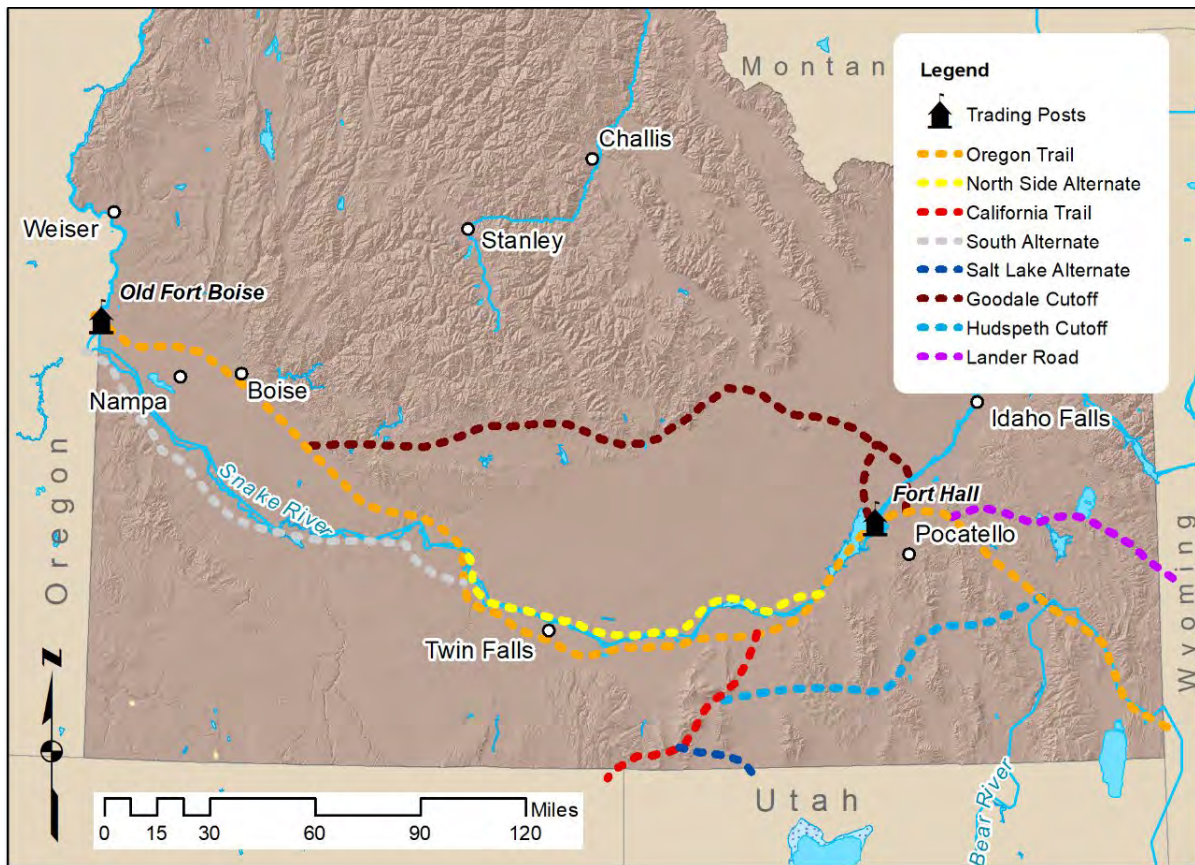 Montan
Legend
Trading Posts
Oregon Trail
North Side Alternate
California Trail
South Alternate
Salt Lake Alternate
Goodale Cutoff
Hudspeth Cutoff
Lander Road
Challis
Weiser
Stanley
Old Fort Boise
Nampa
Boise
Idaho Falls
Snake River
Fort Hall
Pocatello
Oregon
Wyoming
Twin Falls
N
Utah
Bear River
Miles
0 15 30 60 90 120